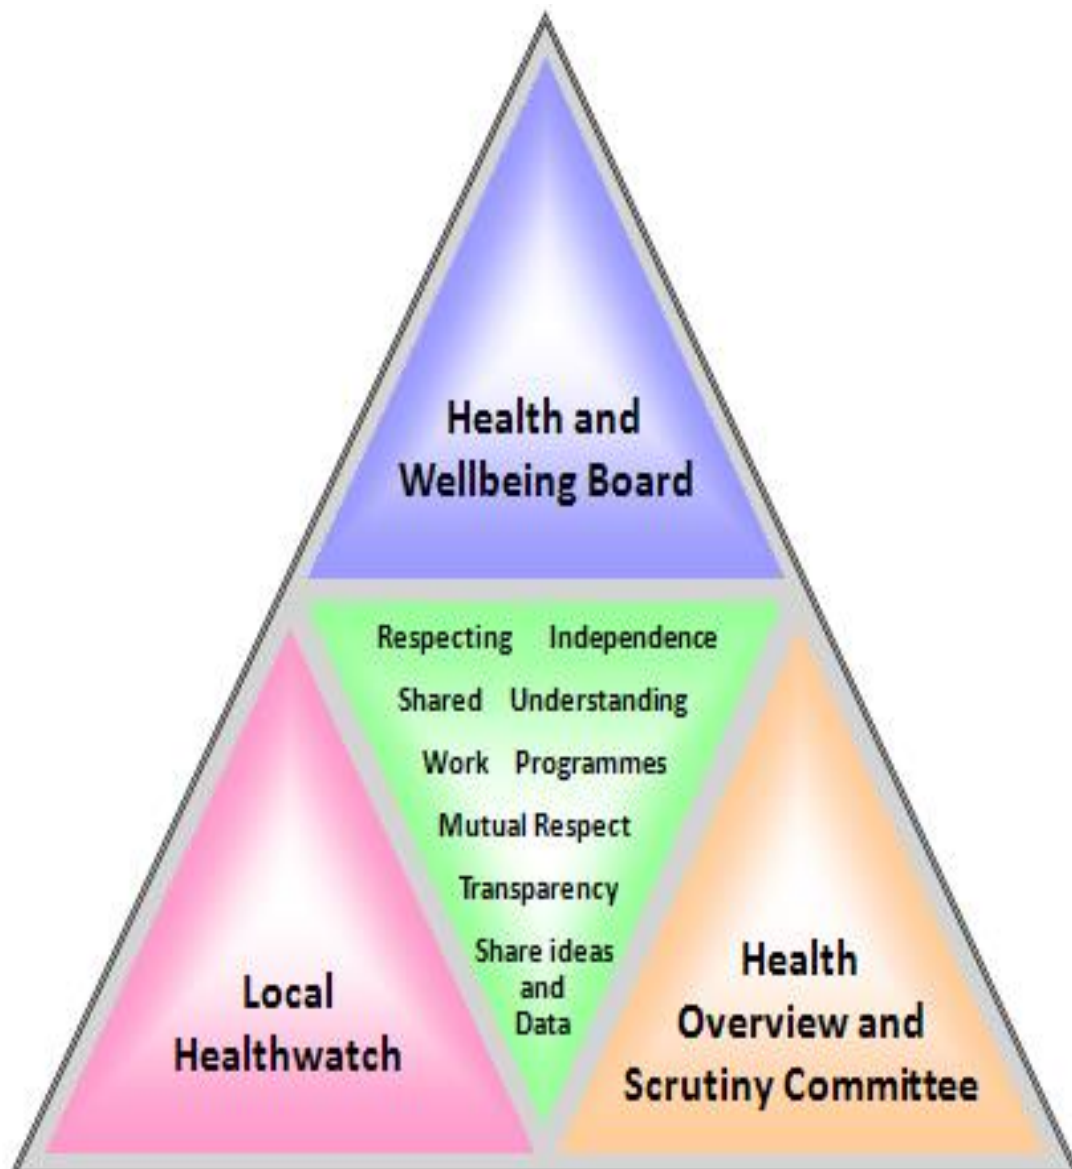 Health and
Wellbeing Board
Respecting Independence
Shared Understanding
Work Programmes
Mutual Respect
Transparency
Share ideas
and
Data
Local
Healthwatch
Health
Overview and
Scrutiny Committee